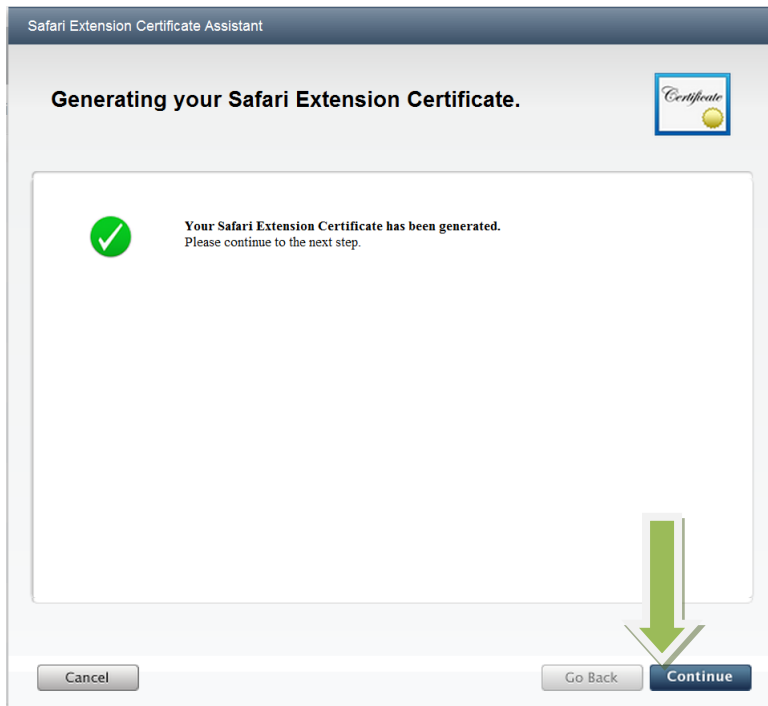 Safari Extension Certificate Assistant
Generating your Safari Extension Certificate.
Certificate
Your Safari Extension Certificate has been generated.
Please continue to the next step.
Cancel
Go Back
Continue